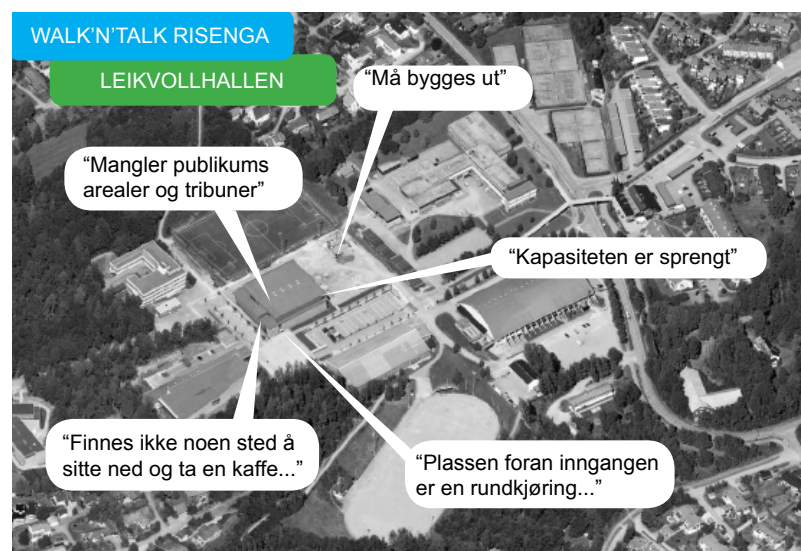 WALK'N'TALK RISENGA
LEIKVOLLHALLEN
“Må bygges ut”
“Mangler publikums
arealer og tribuner”
“Kapasiteten er sprengt”
“Finnes ikke noen sted å
sitte ned og ta en kaffe...”
“Plassen foran inngangen
er en rundkjøring...”